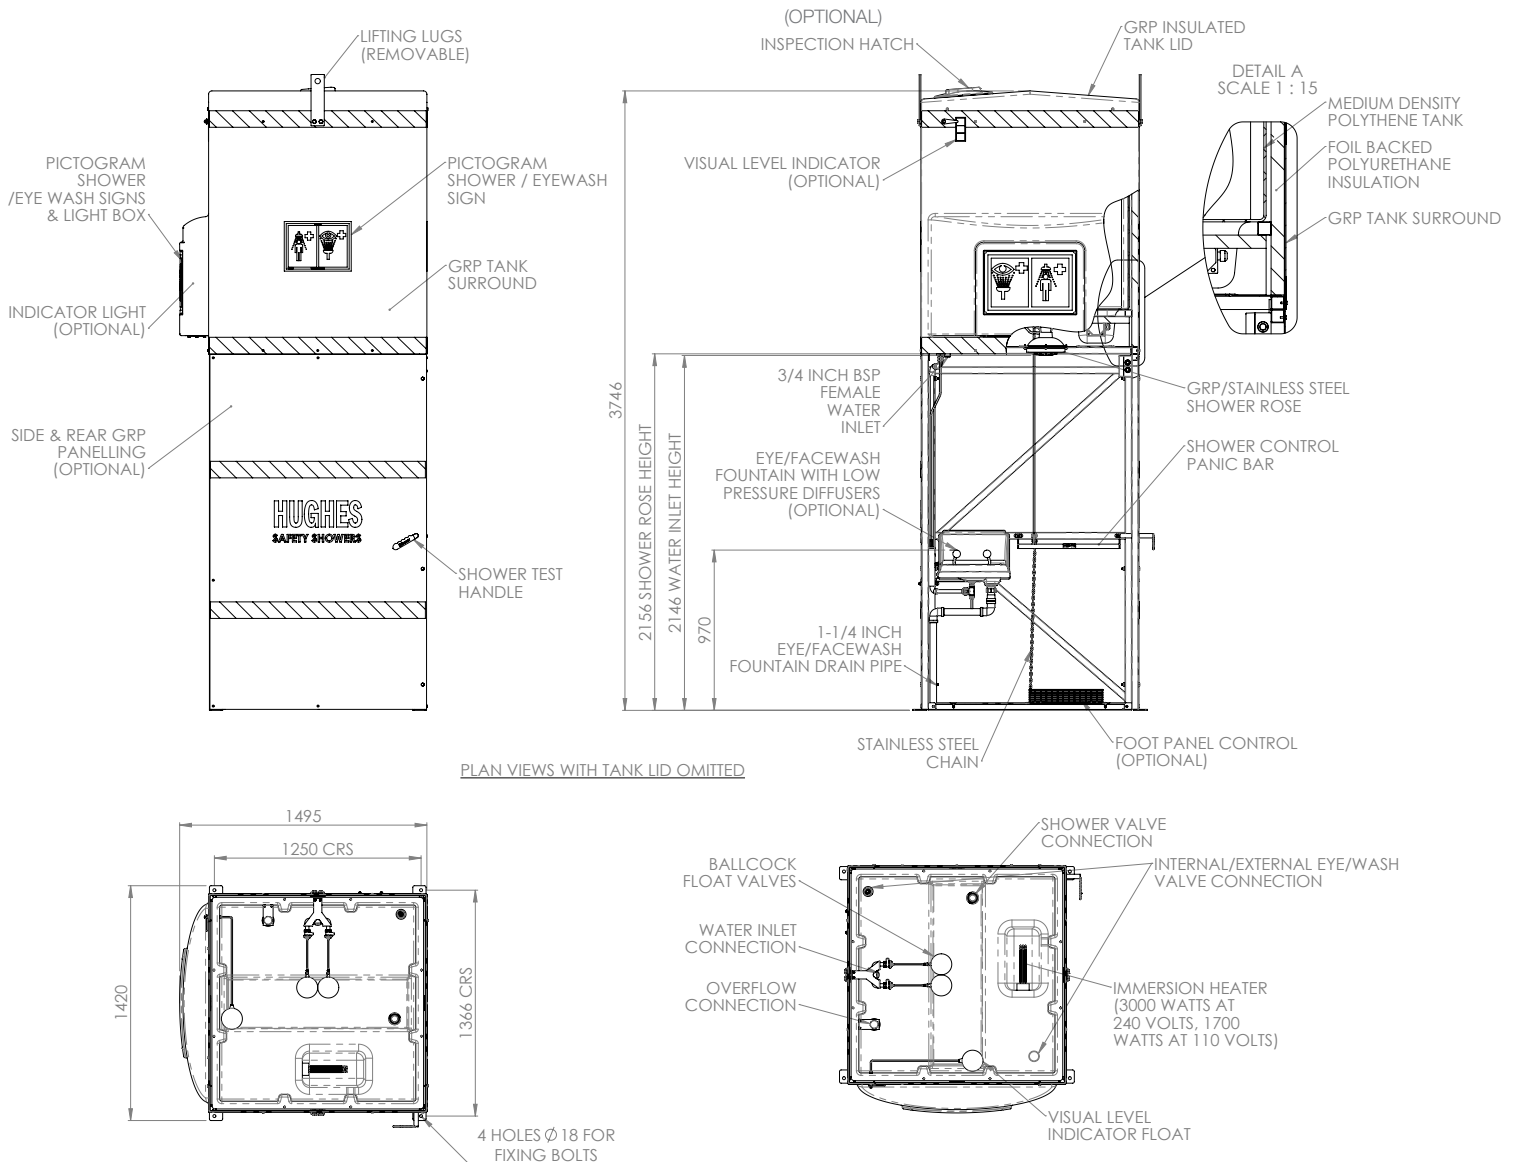 LIFTING LUGS
(REMOVABLE)
PICTOGRAM
SHOWER
/EYE WASH SIGNS
& LIGHT BOX
PICTOGRAM
SHOWER / EYEWASH
SIGN
GRP TANK
SURROUND
INDICATOR LIGHT
(OPTIONAL)
SIDE & REAR GRP
PANELLING
(OPTIONAL)
HUGHES
SAFETY SHOWERS
SHOWER TEST
HANDLE
(OPTIONAL)
INSPECTION HATCH
GRP INSULATED
TANK LID
DETAIL A
SCALE 1 : 15
MEDIUM DENSITY
POLYTHENE TANK
FOIL BACKED
POLYURETHANE
INSULATION
GRP TANK SURROUND
VISUAL LEVEL INDICATOR
(OPTIONAL)
3746
2156 SHOWER ROSE HEIGHT
2146 WATER INLET HEIGHT
970
3/4 INCH BSP
FEMALE
WATER
INLET
GRP/STAINLESS STEEL
SHOWER ROSE
EYE/FACEWASH
FOUNTAIN WITH LOW
PRESSURE DIFFUSERS
(OPTIONAL)
SHOWER CONTROL
PANIC BAR
1-1/4 INCH
EYE/FACEWASH
FOUNTAIN DRAIN PIPE
STAINLESS STEEL
CHAIN
FOOT PANEL CONTROL
(OPTIONAL)
PLAN VIEWS WITH TANK LID OMITTED
1495
1250 CRS
1420
1366 CRS
4 HOLES Ø 18 FOR
FIXING BOLTS
SHOWER VALVE
CONNECTION
BALLCOCK
FLOAT VALVES
INTERNAL/EXTERNAL EYE/WASH
VALVE CONNECTION
WATER INLET
CONNECTION
OVERFLOW
CONNECTION
IMMERSION HEATER
(3000 WATTS AT
240 VOLTS, 1700
WATTS AT 110 VOLTS)
VISUAL LEVEL
INDICATOR FLOAT